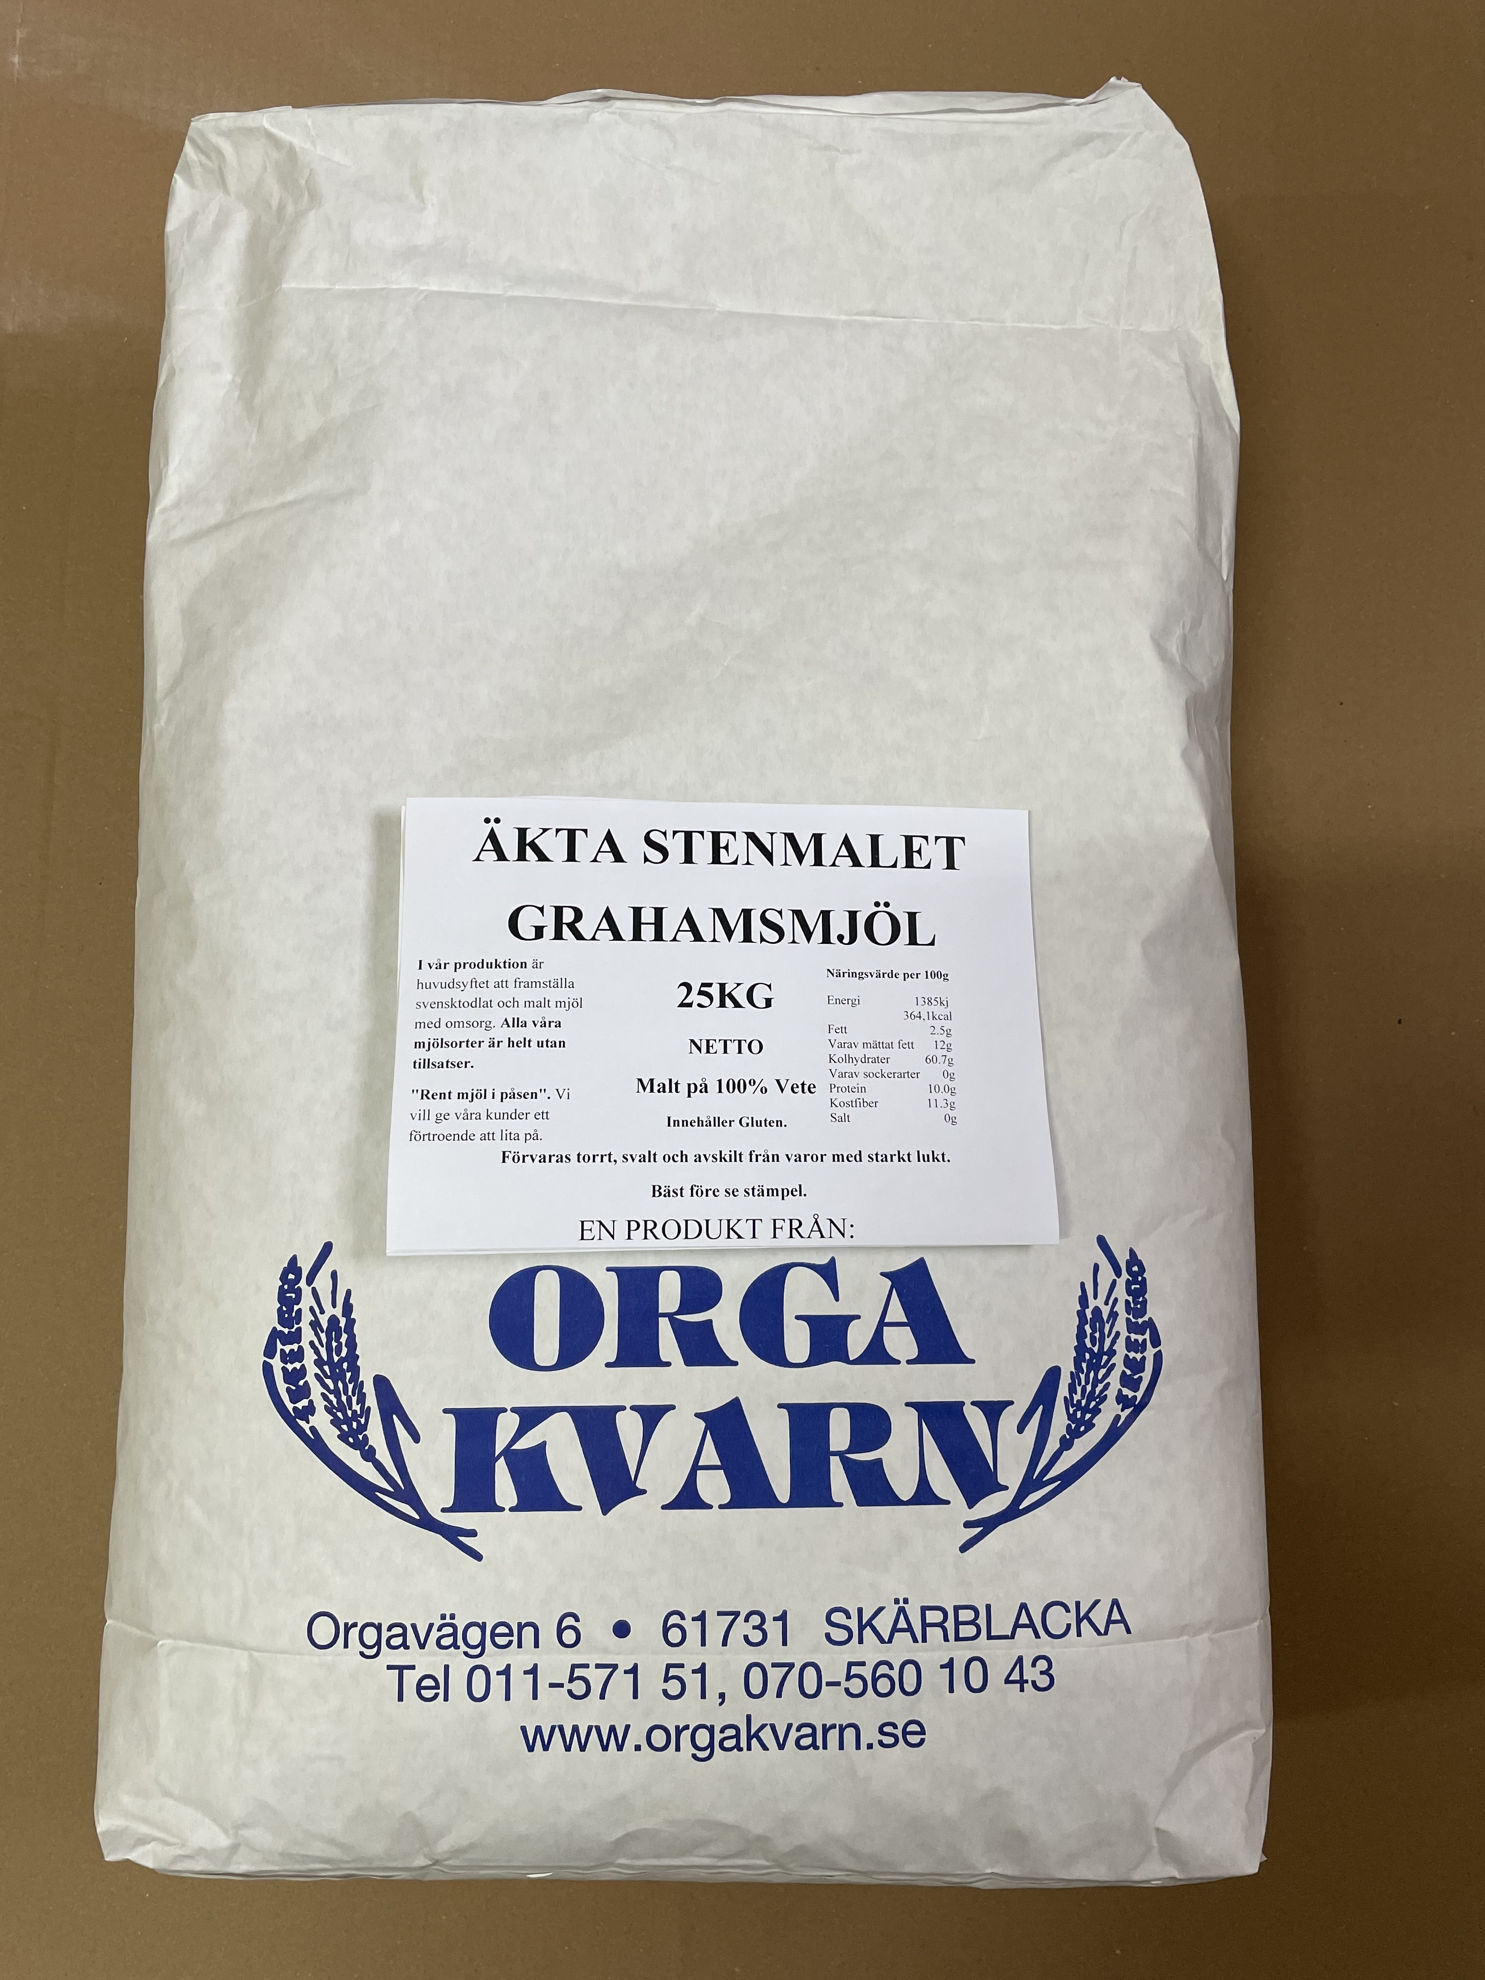 ÄKTA STENMALET
GRAHAMSMJÖL
I vår produktion är
huvudsyftet att framställa
svensktodlat och malt mjöl
med omsorg. Alla våra
mjölsorter är helt utan
tillsatser.
"Rent mjöl i påsen". Vi
vill ge våra kunder ett
förtroende att lita på.
25KG
NETTO
Malt på 100% Vete
Innehåller Gluten.
Näringsvärde per 100g
Energi 1385kj
364,1kcal
Fett 2.5g
Varav mättat fett 12g
Kolhydrater 60.7g
Varav sockerarter 0g
Protein 10.0g
Kostfiber 11.3g
Salt 0g
Förvaras torrt, svalt och avskilt från varor med starkt lukt.
Bäst före se stämpel.
EN PRODUKT FRÅN:
ORGA
KVARN
Orgavägen 6 • 61731 SKÄRBLACKA
Tel 011-571 51, 070-560 10 43
www.orgakvarn.se